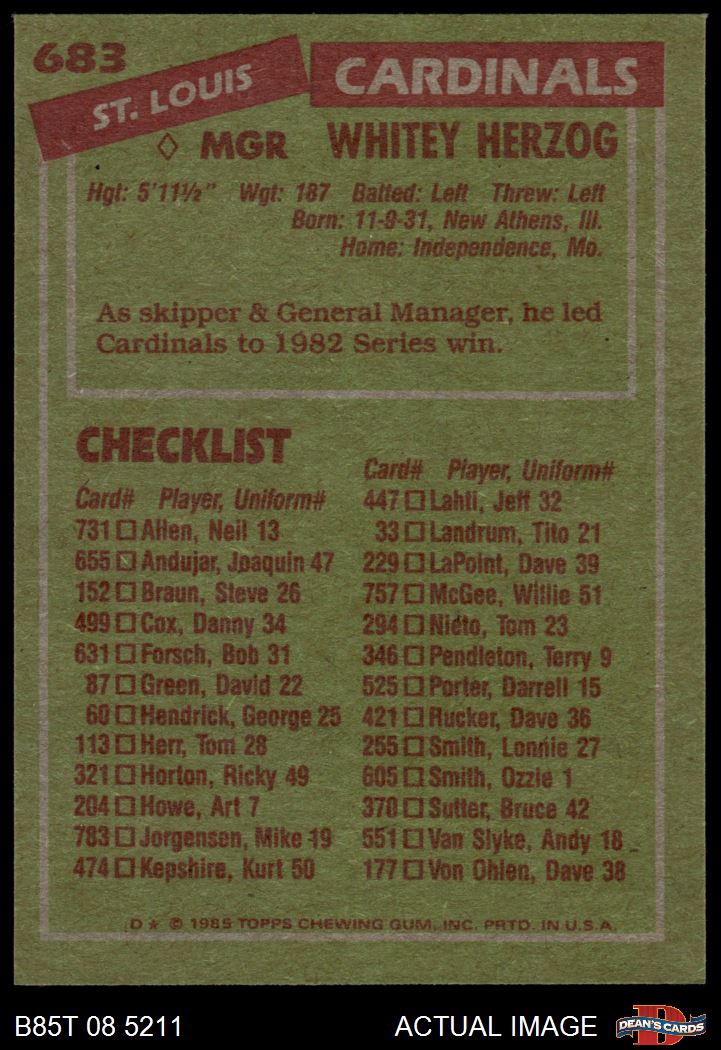 683
ST. LOUIS
CARDINALS
◇ MGR WHITEY HERZOG
Hgt: 5'11½" Wgt: 187 Batted: Left Threw: Left
Born: 11-9-31, New Athens, Ill.
Home: Independence, Mo.
As skipper & General Manager, he led
Cardinals to 1982 Series win.
CHECKLIST
Card# Player, Uniform#
731 □ Allen, Neil 13
655 □ Andujar, Joaquin 47
152 □ Braun, Steve 26
499 □ Cox, Danny 34
631 □ Forsch, Bob 31
87 □ Green, David 22
60 □ Hendrick, George 25
113 □ Herr, Tom 28
321 □ Horton, Ricky 49
204 □ Howe, Art 7
783 □ Jorgensen, Mike 19
474 □ Kepshire, Kurt 50
Card# Player, Uniform#
447 □ Lahti, Jeff 32
33 □ Landrum, Tito 21
229 □ LaPoint, Dave 39
757 □ McGee, Willie 51
294 □ Nieto, Tom 23
346 □ Pendleton, Terry 9
525 □ Porter, Darrell 15
421 □ Rucker, Dave 36
255 □ Smith, Lonnie 27
605 □ Smith, Ozzie 1
370 □ Sutter, Bruce 42
551 □ Van Slyke, Andy 18
177 □ Von Ohlen, Dave 38
D * © 1985 TOPPS CHEWING GUM, INC. PRTD. IN U.S.A.
B85T 08 5211
ACTUAL IMAGE
D
DEAN'S CARDS